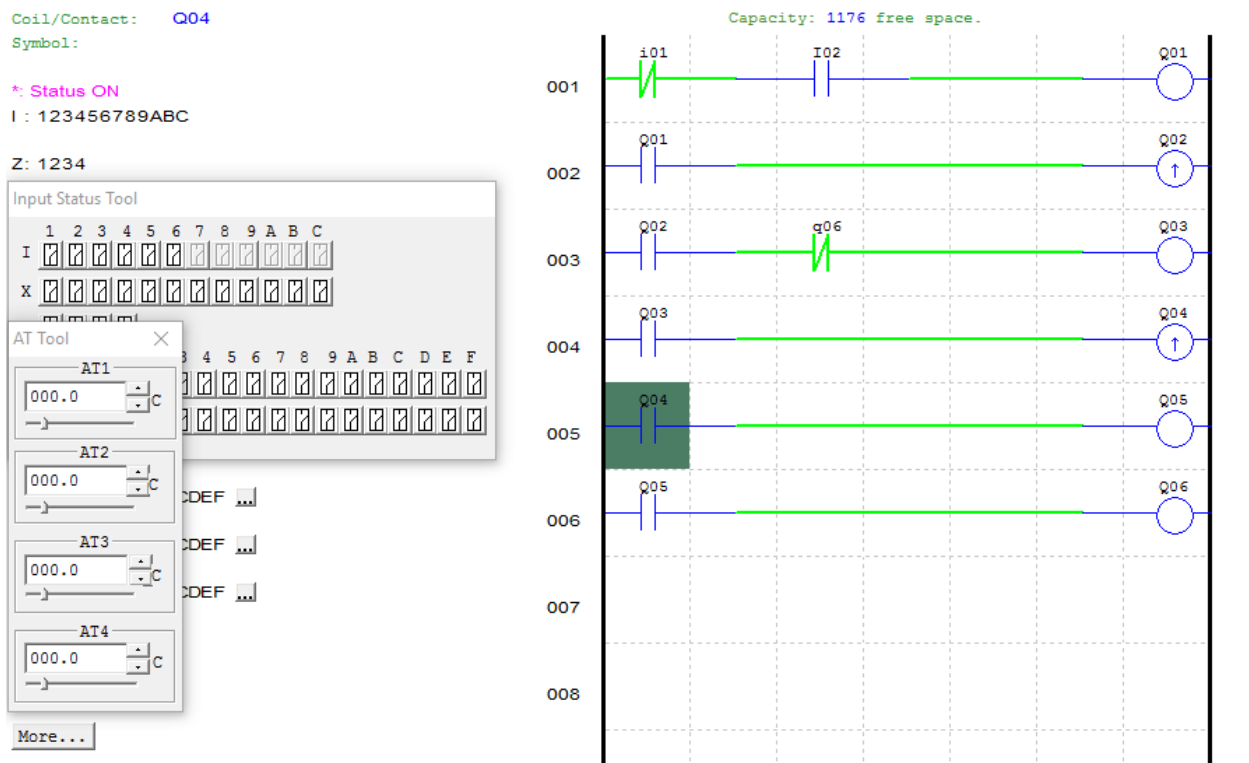 Coil/Contact: Q04
Symbol:
*: Status ON
I : 123456789ABC
Z: 1234
Input Status Tool
1 2 3 4 5 6 7 8 9 A B C
I
X
AT Tool
3 4 5 6 7 8 9 A B C D E F
AT1
000.0 C
AT2
000.0 C
AT3
000.0 C
AT4
000.0 C
CDEF ...
CDEF ...
CDEF ...
More...
Capacity: 1176 free space.
i01 I02 Q01
001
Q01 Q02
002 ↑
Q02 q06 Q03
003
Q03 Q04
004 ↑
Q04 Q05
005
Q05 Q06
006
007
008